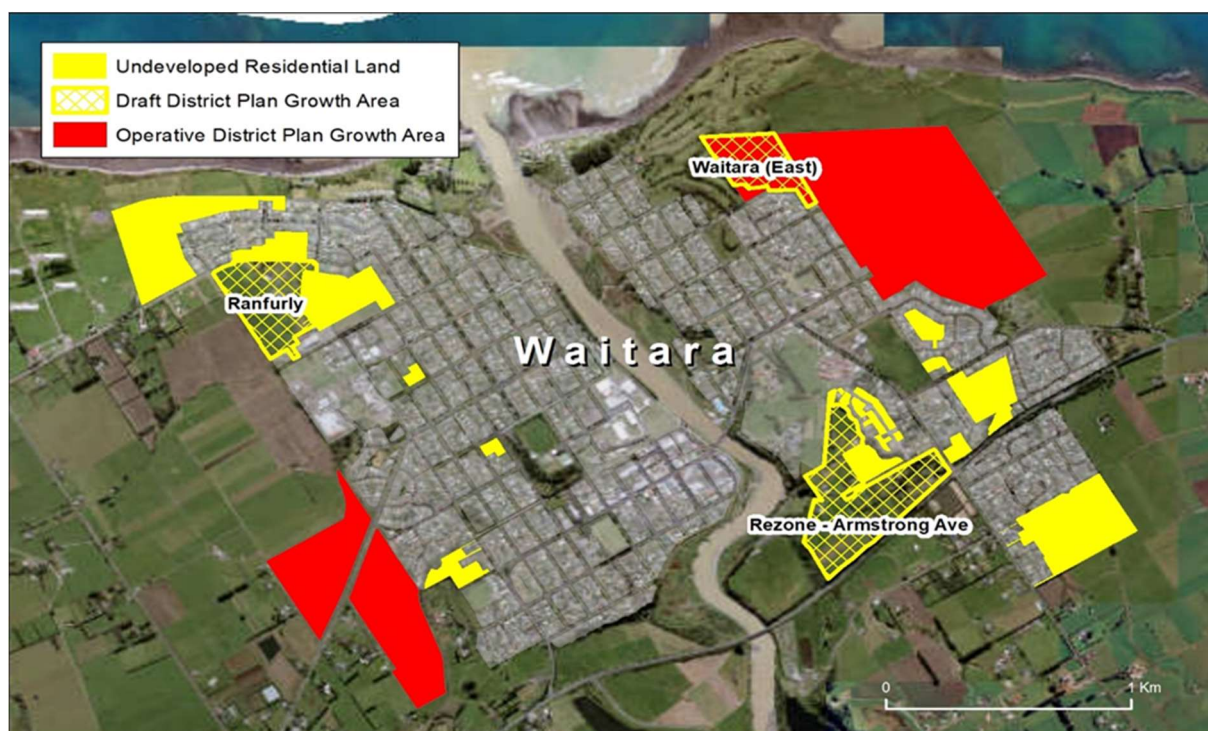 Undeveloped Residential Land
Draft District Plan Growth Area
Operative District Plan Growth Area
Waitara (East)
Ranfurly
Waitara
Rezone - Armstrong Ave
0
1 Km